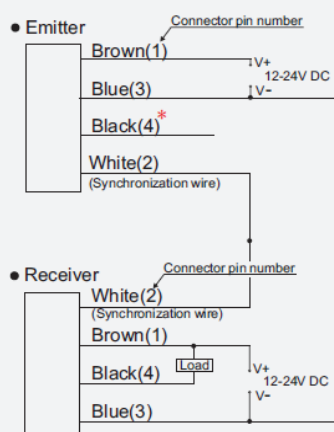 Connector pin number
● Emitter
Brown(1)
V+
12-24V DC
Blue(3)
V-
Black(4)*
White(2)
(Synchronization wire)
Connector pin number
● Receiver
White(2)
(Synchronization wire)
Brown(1)
Load
V+
Black(4)
12-24V DC
V-
Blue(3)